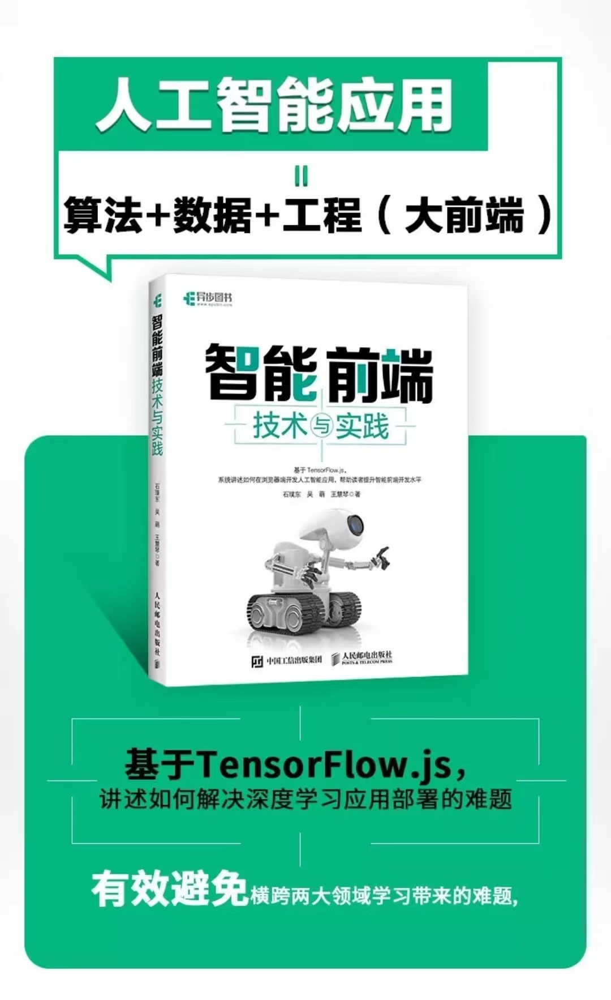 人工智能应用
=
算法+数据+工程（大前端）
异步图书
www.epubit.com
智能前端
技术与实践
基于 TensorFlow.js，
系统讲述如何在浏览器端开发人工智能应用，帮助读者提升智能前端开发水平
石璞东 吴 萌 王慧琴◎著
中国工信出版集团
人民邮电出版社
POSTS & TELECOM PRESS
智能前端技术与实践
石璞东 吴 萌 王慧琴◎著
人民邮电出版社
基于TensorFlow.js，
讲述如何解决深度学习应用部署的难题
有效避免横跨两大领域学习带来的难题,